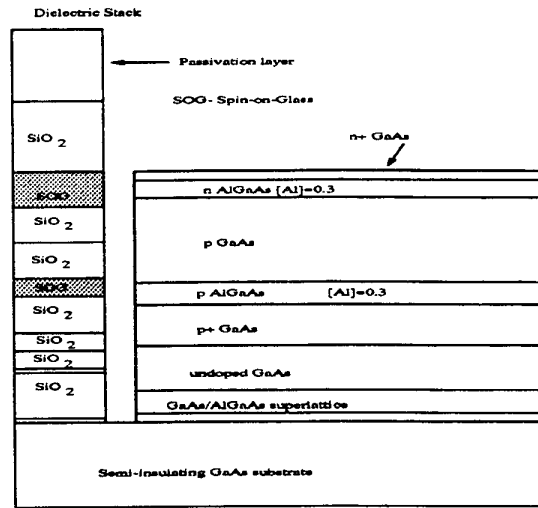 Dielectric Stack
Passivation layer
SOG- Spin-on-Glass
n+ GaAs
SiO 2
SOG
n AlGaAs [Al]=0.3
SiO 2
p GaAs
SiO 2
SOG
p AlGaAs [Al]=0.3
SiO 2
p+ GaAs
SiO 2
SiO 2
undoped GaAs
SiO 2
GaAs/AlGaAs superlattice
Semi-insulating GaAs substrate